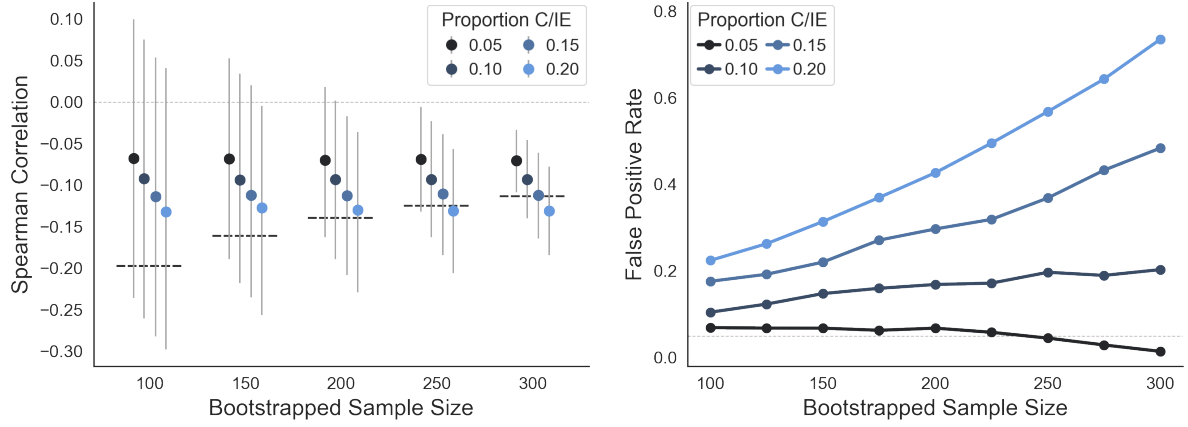 Proportion C/IE
0.05 0.15
0.10 0.20
0.10
0.05
0.00
−0.05
−0.10
−0.15
−0.20
−0.25
−0.30
Spearman Correlation
100 150 200 250 300
Bootstrapped Sample Size
Proportion C/IE
0.05 0.15
0.10 0.20
0.8
0.6
0.4
0.2
0.0
False Positive Rate
100 150 200 250 300
Bootstrapped Sample Size